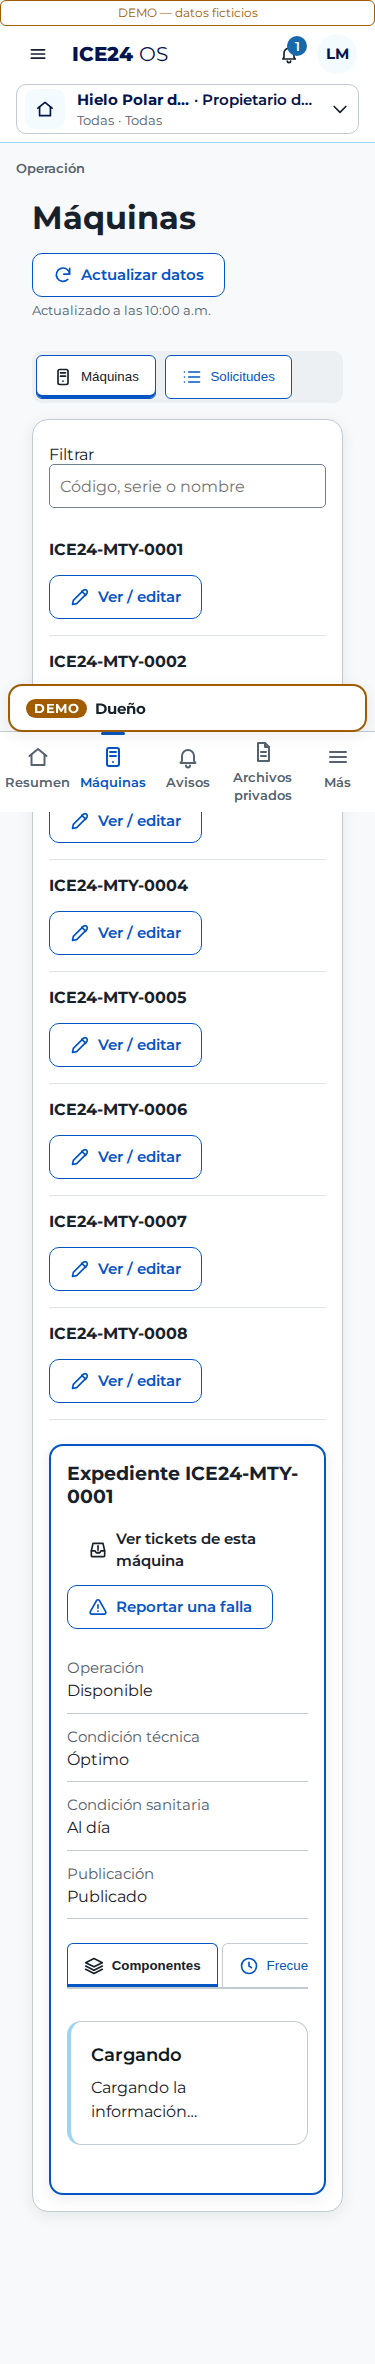 DEMO — datos ficticios
ICE24 OS
1
LM
Hielo Polar d... · Propietario d...
Todas · Todas
Operación
Máquinas
Actualizar datos
Actualizado a las 10:00 a.m.
Máquinas
Solicitudes
Filtrar
Código, serie o nombre
ICE24-MTY-0001
Ver / editar
ICE24-MTY-0002
DEMO Dueño
Resumen
Máquinas
Avisos
Archivos privados
Más
Ver / editar
ICE24-MTY-0004
Ver / editar
ICE24-MTY-0005
Ver / editar
ICE24-MTY-0006
Ver / editar
ICE24-MTY-0007
Ver / editar
ICE24-MTY-0008
Ver / editar
Expediente ICE24-MTY-
0001
Ver tickets de esta
máquina
Reportar una falla
Operación
Disponible
Condición técnica
Óptimo
Condición sanitaria
Al día
Publicación
Publicado
Componentes
Frecue
Cargando
Cargando la
información...